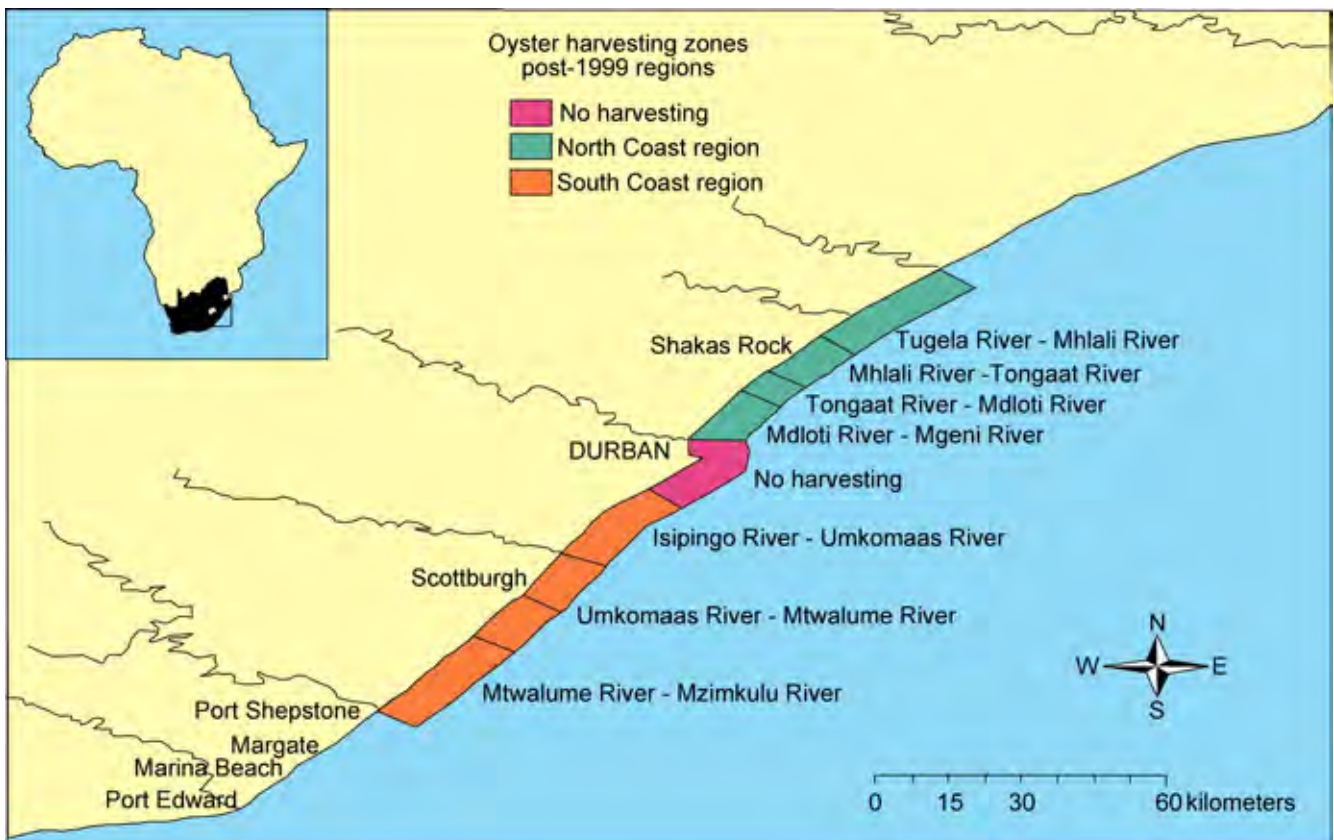 Oyster harvesting zones
post-1999 regions
No harvesting
North Coast region
South Coast region
Shakas Rock
Tugela River - Mhlali River
Mhlali River -Tongaat River
Tongaat River - Mdloti River
DURBAN
Mdloti River - Mgeni River
No harvesting
Isipingo River - Umkomaas River
Scottburgh
Umkomaas River - Mtwalume River
Mtwalume River - Mzimkulu River
Port Shepstone
Margate
Marina Beach
Port Edward
N
W E
S
0 15 30 60 kilometers